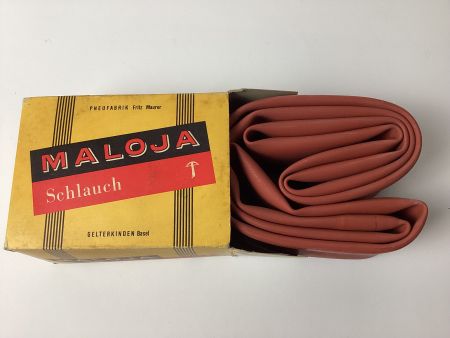 PNEUFABRIK Fritz Maurer
MALOJA
Schlauch
GELTERKINDEN Basel